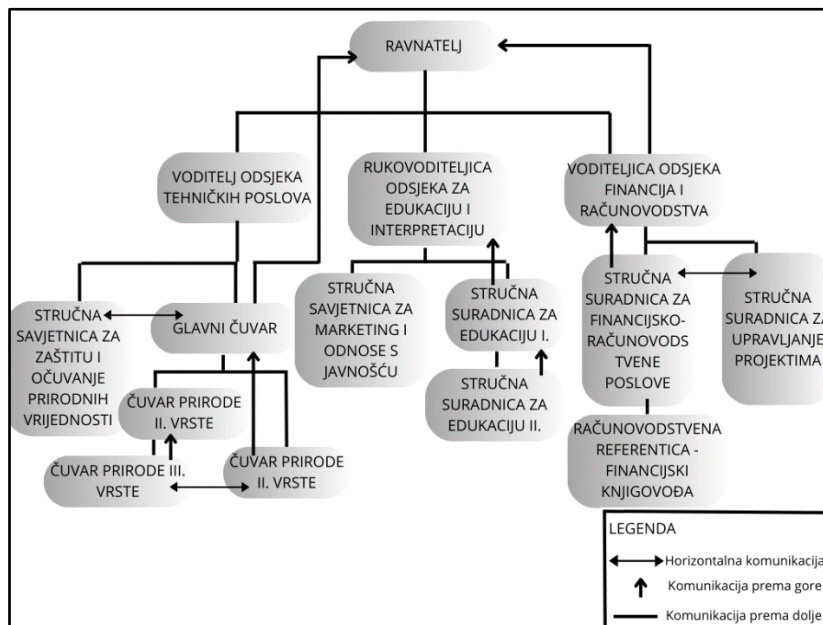 RAVNATELJ
VODITELJ ODSJEKA
TEHNIČKIH POSLOVA
RUKOVODITELJICA
ODSJEKA ZA
EDUKACIJU I
INTERPRETACIJU
VODITELJICA ODSJEKA
FINANCIJA I
RAČUNOVODSTVA
STRUČNA
SAVJETNICA ZA
ZAŠTITU I
OČUVANJE
PRIRODNIH
VRIJEDNOSTI
GLAVNI ČUVAR
STRUČNA
SAVJETNICA ZA
MARKETING I
ODNOSE S
JAVNOŠĆU
STRUČNA
SURADNICA ZA
EDUKACIJU I.
STRUČNA
SURADNICA ZA
FINANCIJSKO-
RAČUNOVODS
TVENE
POSLOVE
STRUČNA
SURADNICA ZA
UPRAVLJANJE
PROJEKTIMA
ČUVAR PRIRODE
II. VRSTE
STRUČNA
SURADNICA ZA
EDUKACIJU II.
ČUVAR PRIRODE III.
VRSTE
ČUVAR PRIRODE
II. VRSTE
RAČUNOVODSTVENA
REFERENTICA -
FINANCIJSKI
KNJIGOVOĐA
LEGENDA
Horizontalna komunikacija
Komunikacija prema gore
Komunikacija prema dolje